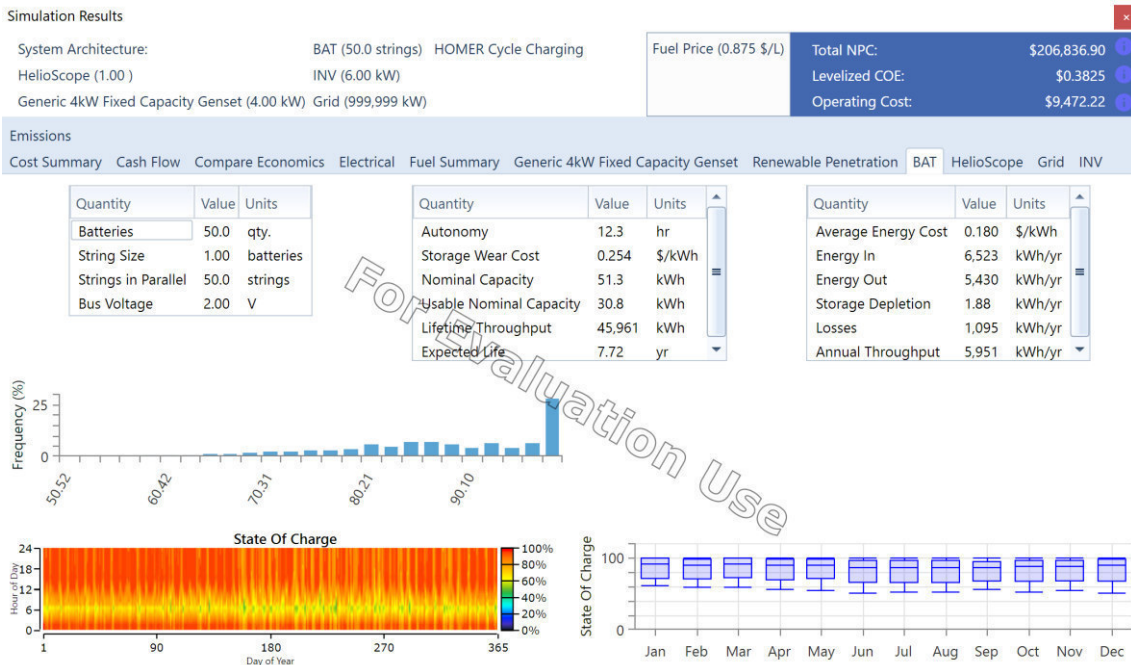 Simulation Results
×
System Architecture:
BAT (50.0 strings) HOMER Cycle Charging
HelioScope (1.00 )
INV (6.00 kW)
Generic 4kW Fixed Capacity Genset (4.00 kW) Grid (999,999 kW)
Fuel Price (0.875 $/L)
Total NPC: $206,836.90
Levelized COE: $0.3825
Operating Cost: $9,472.22
Emissions
Cost Summary Cash Flow Compare Economics Electrical Fuel Summary Generic 4kW Fixed Capacity Genset Renewable Penetration BAT HelioScope Grid INV
Quantity Value Units
Batteries 50.0 qty.
String Size 1.00 batteries
Strings in Parallel 50.0 strings
Bus Voltage 2.00 V
Quantity Value Units
Autonomy 12.3 hr
Storage Wear Cost 0.254 $/kWh
Nominal Capacity 51.3 kWh
Usable Nominal Capacity 30.8 kWh
Lifetime Throughput 45,961 kWh
Expected Life 7.72 yr
Quantity Value Units
Average Energy Cost 0.180 $/kWh
Energy In 6,523 kWh/yr
Energy Out 5,430 kWh/yr
Storage Depletion 1.88 kWh/yr
Losses 1,095 kWh/yr
Annual Throughput 5,951 kWh/yr
For Evaluation Use
Frequency (%)
25
0
50.52 60.42 70.31 80.21 90.10
State Of Charge
Hour of Day
24
18
12
6
0
1 90 180 270 365
Day of Year
100%
80%
60%
40%
20%
0%
State Of Charge
100
0
Jan Feb Mar Apr May Jun Jul Aug Sep Oct Nov Dec